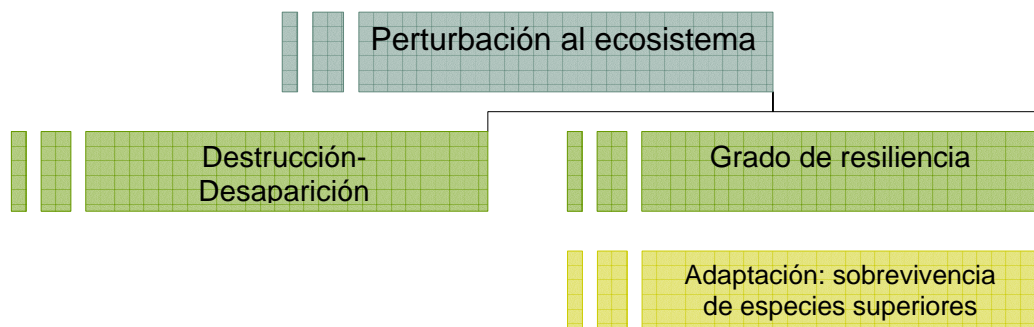 Perturbación al ecosistema
Destrucción-
Desaparición
Grado de resiliencia
Adaptación: sobrevivencia
de especies superiores